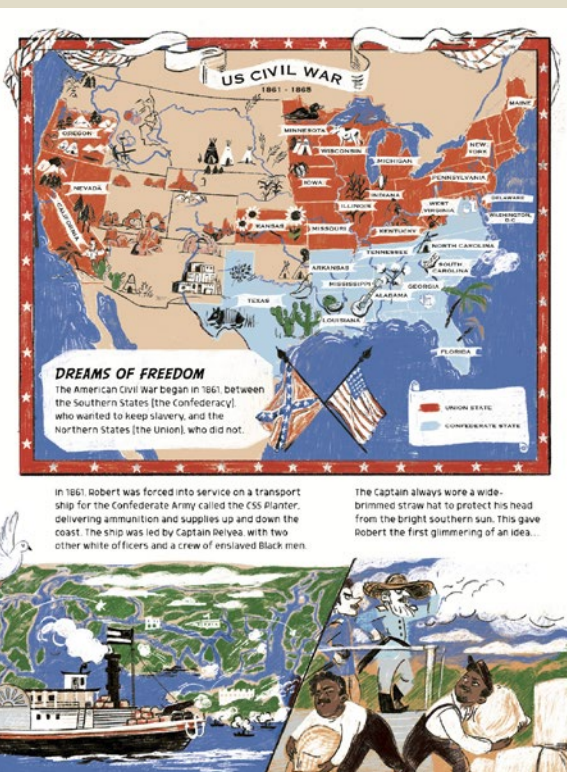 US CIVIL WAR
1861 - 1865
MAINE
OREGON
MINNESOTA
WISCONSIN
NEW YORK
MICHIGAN
NEVADA
IOWA
PENNSYLVANIA
INDIANA
ILLINOIS
WEST VIRGINIA
DELAWARE
WASHINGTON, D.C
CALIFORNIA
KANSAS
MISSOURI
KENTUCKY
NORTH CAROLINA
TENNESSEE
SOUTH CAROLINA
ARKANSAS
MISSISSIPPI
GEORGIA
ALABAMA
TEXAS
LOUISIANA
FLORIDA
DREAMS OF FREEDOM
The American Civil War began in 1861, between
the Southern States (the Confederacy),
who wanted to keep slavery, and the
Northern States (the Union), who did not.
UNION STATE
CONFEDERATE STATE
In 1861, Robert was forced into service on a transport
ship for the Confederate Army called the CSS Planter,
delivering ammunition and supplies up and down the
coast. The ship was led by Captain Relyea, with two
other white officers and a crew of enslaved Black men.
The Captain always wore a wide-
brimmed straw hat to protect his head
from the bright southern sun. This gave
Robert the first glimmering of an idea...